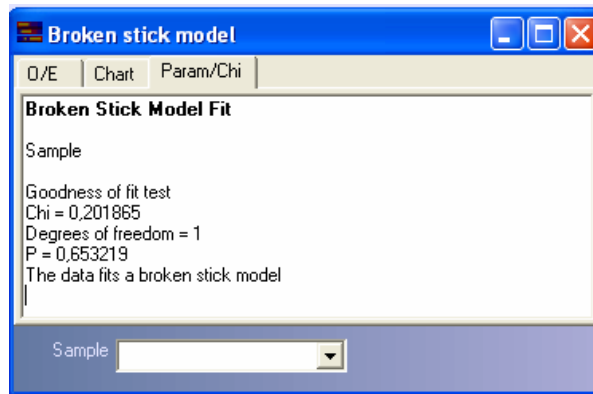 Broken stick model
O/E Chart Param/Chi
Broken Stick Model Fit
Sample
Goodness of fit test
Chi = 0,201865
Degrees of freedom = 1
P = 0,653219
The data fits a broken stick model
Sample